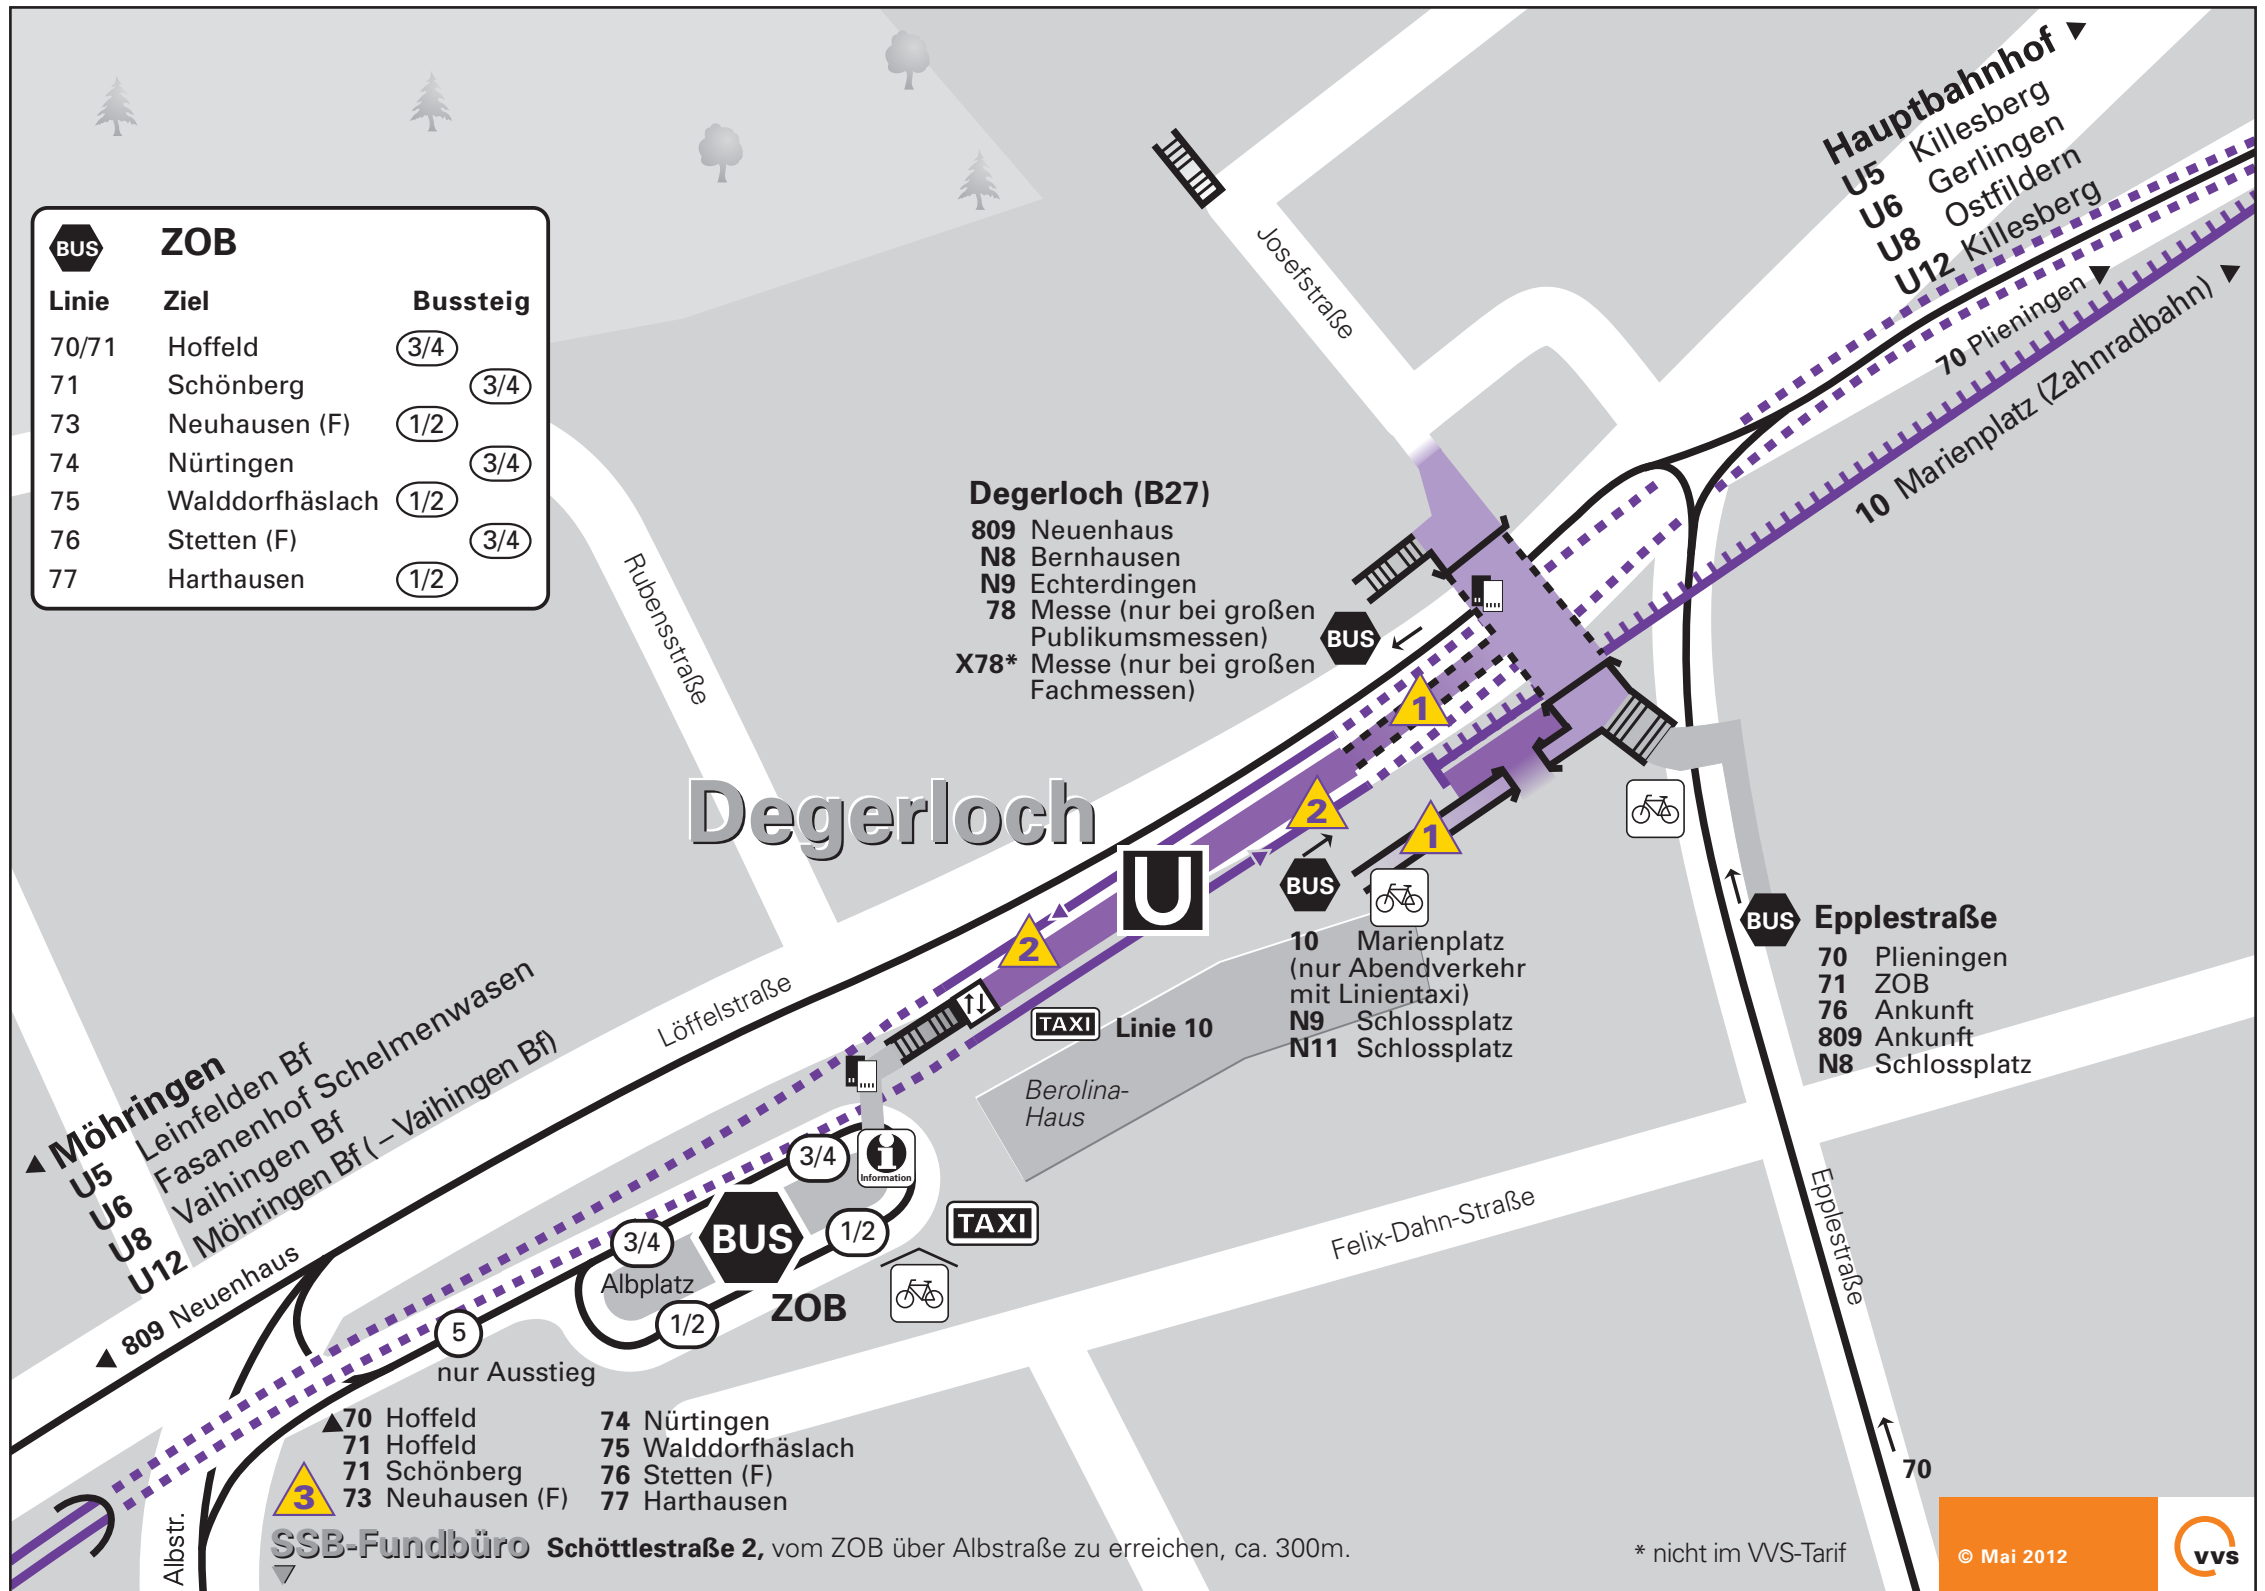 BUS ZOB
Linie Ziel Bussteig
70/71 Hoffeld 3/4
71 Schönberg 3/4
73 Neuhausen (F) 1/2
74 Nürtingen 3/4
75 Walddorfhäslach 1/2
76 Stetten (F) 3/4
77 Harthausen 1/2
Hauptbahnhof
U5 Killesberg
U6 Gerlingen
U8 Ostfildern
U12 Killesberg
70 Plieningen
10 Marienplatz (Zahnradbahn)
Josefstraße
Rubensstraße
Degerloch (B27)
809 Neuenhaus
N8 Bernhausen
N9 Echterdingen
78 Messe (nur bei großen
Publikumsmessen)
X78* Messe (nur bei großen
Fachmessen)
BUS
1
2
1
Degerloch
U
BUS
2
10 Marienplatz
(nur Abendverkehr
mit Linientaxi)
N9 Schlossplatz
N11 Schlossplatz
BUS Epplestraße
70 Plieningen
71 ZOB
76 Ankunft
809 Ankunft
N8 Schlossplatz
Löffelstraße
TAXI Linie 10
Berolina-
Haus
Möhringen
U5 Leinfelden Bf
U6 Fasanenhof Schelmenwasen
U8 Vaihingen Bf
U12 Möhringen Bf ( – Vaihingen Bf)
809 Neuenhaus
3/4
i
Information
3/4
BUS
1/2
TAXI
Albplatz
1/2
ZOB
5
nur Ausstieg
Felix-Dahn-Straße
Epplestraße
70
70 Hoffeld
71 Hoffeld
71 Schönberg
73 Neuhausen (F)
74 Nürtingen
75 Walddorfhäslach
76 Stetten (F)
77 Harthausen
3
Albstr.
SSB-Fundbüro Schöttlestraße 2, vom ZOB über Albstraße zu erreichen, ca. 300m.
* nicht im VVS-Tarif
© Mai 2012
vvs